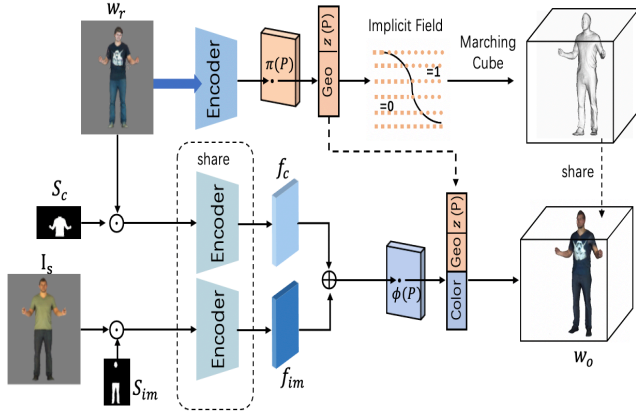 w_r
Encoder
π(P)
Geo z (P)
Implicit Field
=1
=0
Marching
Cube
share
S_c
share
Encoder
f_c
I_s
Encoder
f_im
S_im
ϕ(P)
Color Geo z (P)
share
w_o